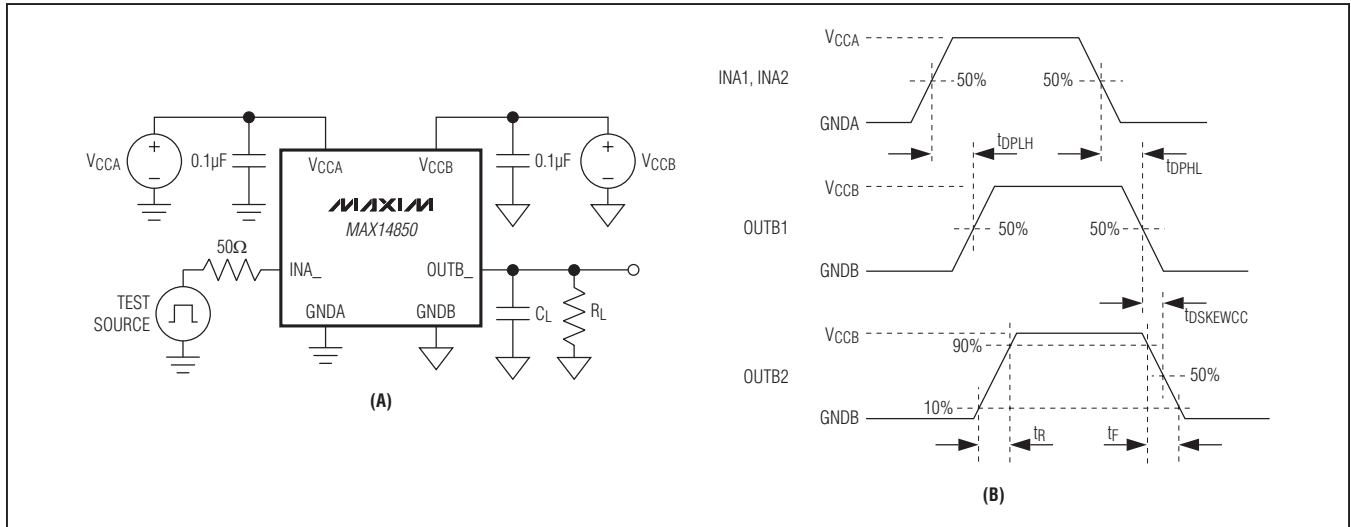 VCCA
0.1µF
VCCA
VCCB
0.1µF
VCCB
MAXIM
MAX14850
50Ω
INA_
OUTB_
TEST
SOURCE
GNDA
GNDB
CL
RL
(A)
VCCA
INA1, INA2
50%
50%
GNDA
tDPLH
tDPHL
VCCB
OUTB1
50%
50%
GNDB
tDSKEWCC
VCCB
90%
OUTB2
50%
10%
GNDB
tR
tF
(B)